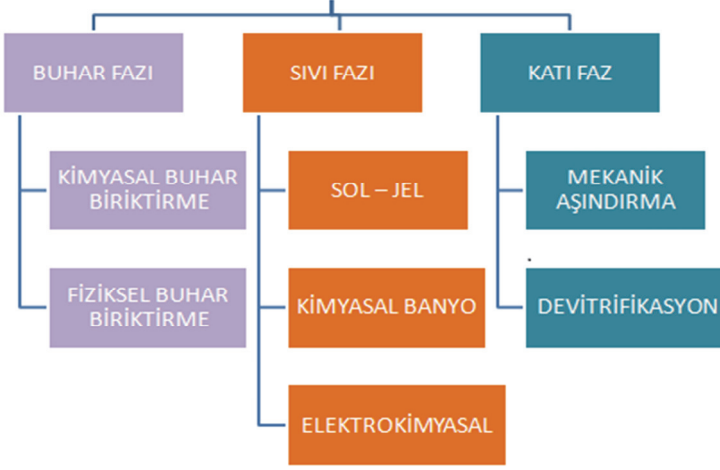 BUHAR FAZI
KİMYASAL BUHAR
BİRİKTİRME
FİZİKSEL BUHAR
BİRİKTİRME
SIVI FAZI
SOL – JEL
KİMYASAL BANYO
ELEKTROKİMYASAL
KATI FAZ
MEKANİK
AŞINDIRMA
DEVİTRİFİKASYON